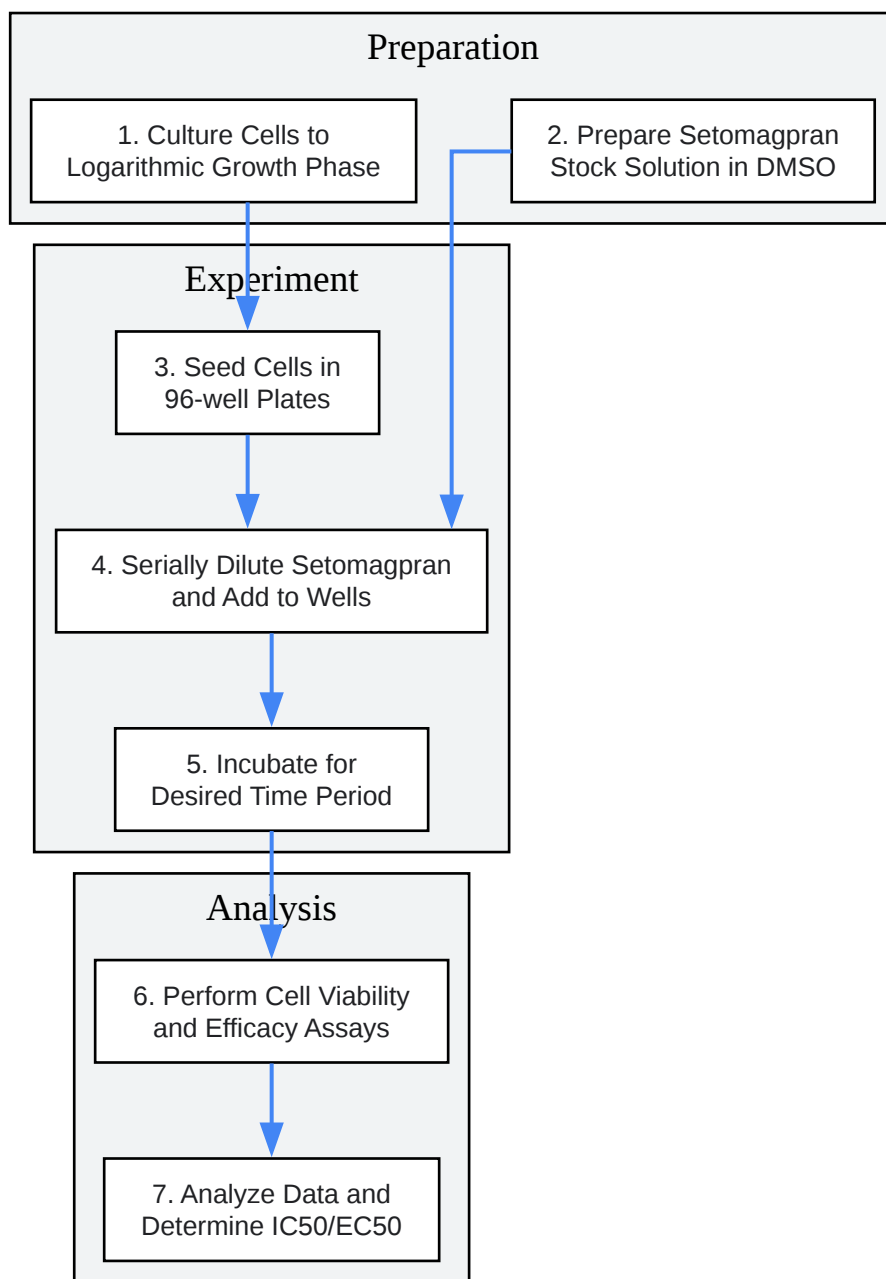 Preparation
1. Culture Cells to
Logarithmic Growth Phase
2. Prepare Setomagpran
Stock Solution in DMSO
Experiment
3. Seed Cells in
96-well Plates
4. Serially Dilute Setomagpran
and Add to Wells
5. Incubate for
Desired Time Period
Analysis
6. Perform Cell Viability
and Efficacy Assays
7. Analyze Data and
Determine IC50/EC50